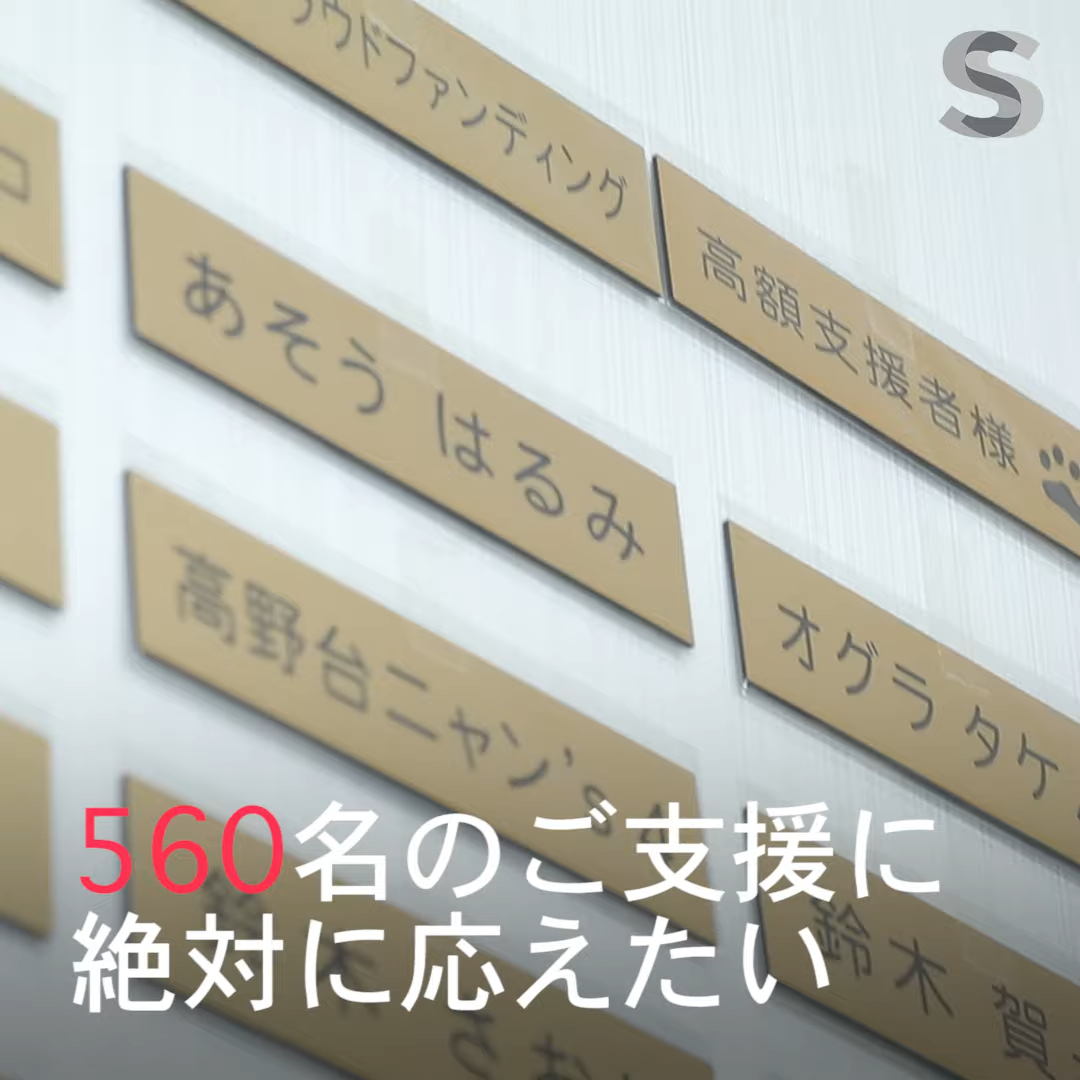 ウドファンディング
高額支援者様
ロ
あそう はるみ
オグラ タケ
高野台ニャン's
鈴木 賀
560名のご支援に
絶対に応えたい
S